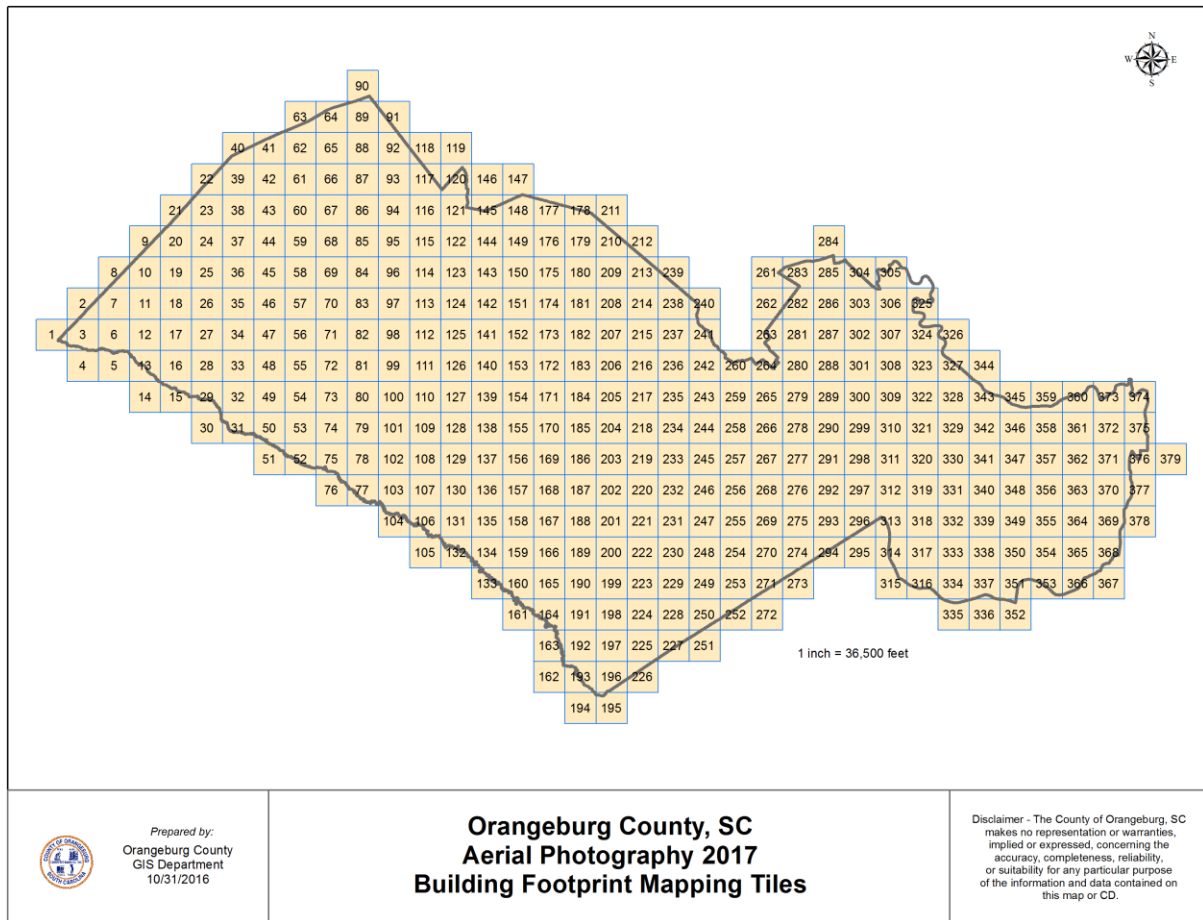 N
W E
S
90
63 64 89 91
40 41 62 65 88 92 118 119
22 39 42 61 66 87 93 117 120 146 147
21 23 38 43 60 67 86 94 116 121 145 148 177 178 211
9 20 24 37 44 59 68 85 95 115 122 144 149 176 179 210 212 284
8 10 19 25 36 45 58 69 84 96 114 123 143 150 175 180 209 213 239 261 283 285 304 305
2 7 11 18 26 35 46 57 70 83 97 113 124 142 151 174 181 208 214 238 240 262 282 286 303 306 325
1 3 6 12 17 27 34 47 56 71 82 98 112 125 141 152 173 182 207 215 237 241 263 281 287 302 307 324 326
4 5 13 16 28 33 48 55 72 81 99 111 126 140 153 172 183 206 216 236 242 260 264 280 288 301 308 323 327 344
14 15 29 32 49 54 73 80 100 110 127 139 154 171 184 205 217 235 243 259 265 279 289 300 309 322 328 343 345 359 360 373 374
30 31 50 53 74 79 101 109 128 138 155 170 185 204 218 234 244 258 266 278 290 299 310 321 329 342 346 358 361 372 375
51 52 75 78 102 108 129 137 156 169 186 203 219 233 245 257 267 277 291 298 311 320 330 341 347 357 362 371 376 379
76 77 103 107 130 136 157 168 187 202 220 232 246 256 268 276 292 297 312 319 331 340 348 356 363 370 377
104 106 131 135 158 167 188 201 221 231 247 255 269 275 293 296 313 318 332 339 349 355 364 369 378
105 132 134 159 166 189 200 222 230 248 254 270 274 294 295 314 317 333 338 350 354 365 368
133 160 165 190 199 223 229 249 253 271 273 315 316 334 337 351 353 366 367
161 164 191 198 224 228 250 252 272 335 336 352
163 192 197 225 227 251
1 inch = 36,500 feet
162 193 196 226
194 195
COUNTY OF ORANGEBURG
SOUTH CAROLINA
Prepared by:
Orangeburg County
GIS Department
10/31/2016
Orangeburg County, SC
Aerial Photography 2017
Building Footprint Mapping Tiles
Disclaimer - The County of Orangeburg, SC
makes no representation or warranties,
implied or expressed, concerning the
accuracy, completeness, reliability,
or suitability for any particular purpose
of the information and data contained on
this map or CD.